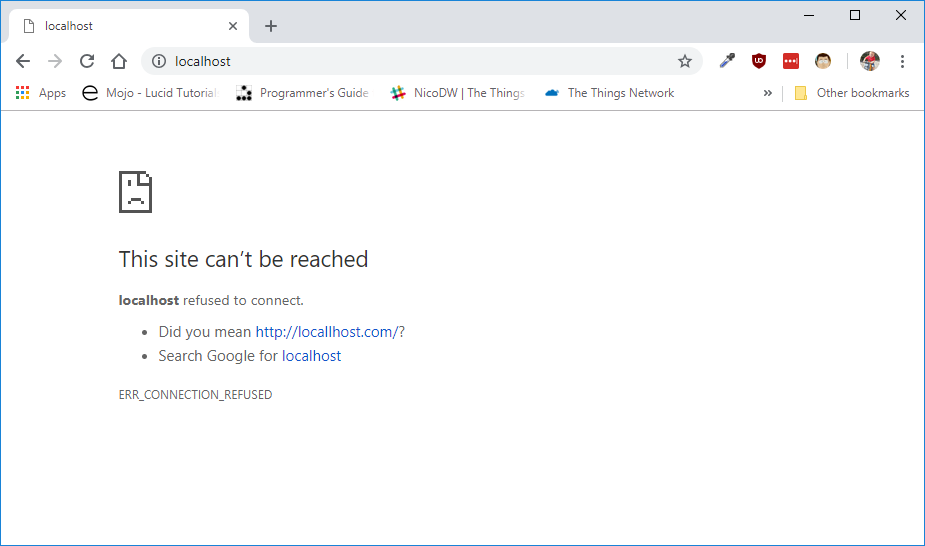 localhost
localhost
Apps Mojo - Lucid Tutorial Programmer's Guide NicoDW | The Things The Things Network » Other bookmarks
This site can't be reached
localhost refused to connect.
• Did you mean http://locallhost.com/?
• Search Google for localhost
ERR_CONNECTION_REFUSED